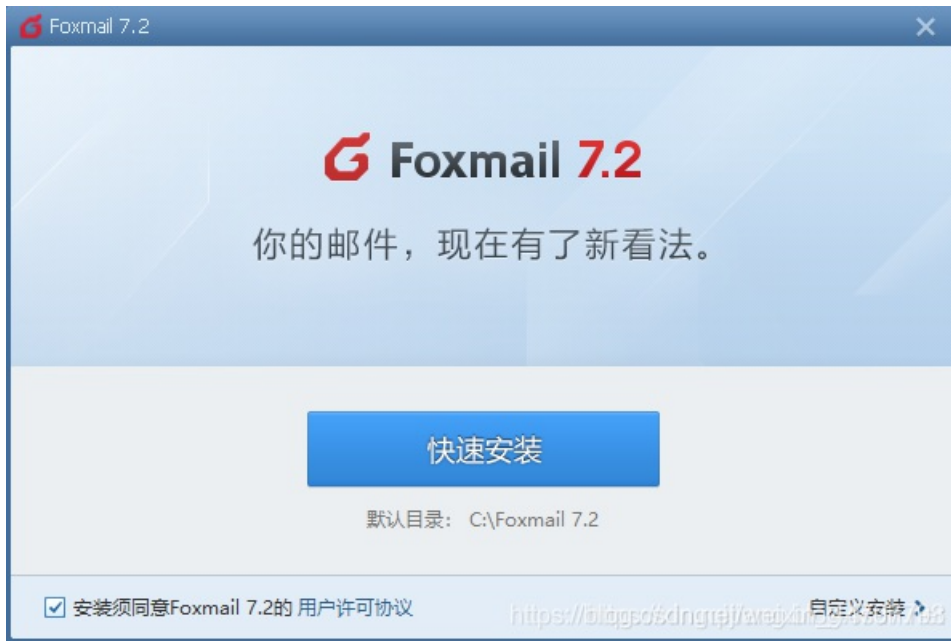 Foxmail 7.2
Foxmail 7.2
你的邮件，现在有了新看法。
快速安装
默认目录： C:\Foxmail 7.2
安装须同意Foxmail 7.2的 用户许可协议
自定义安装